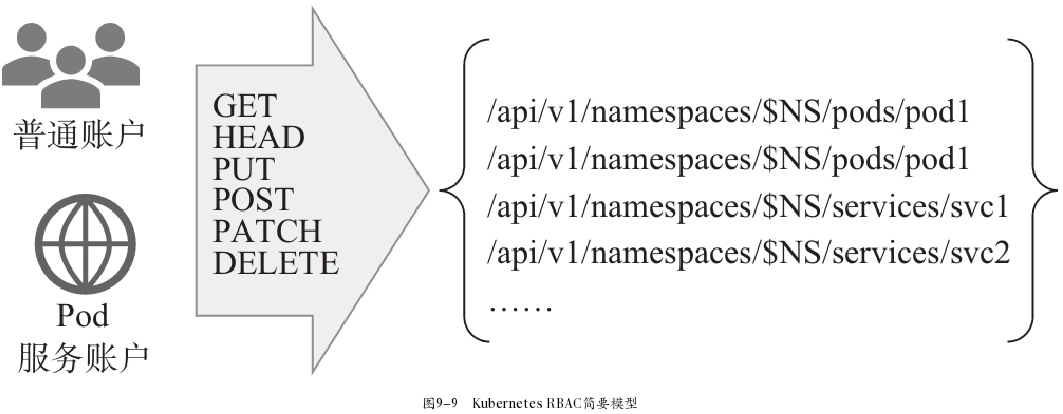 普通账户
Pod
服务账户
GET
HEAD
PUT
POST
PATCH
DELETE
/api/v1/namespaces/$NS/pods/pod1
/api/v1/namespaces/$NS/pods/pod1
/api/v1/namespaces/$NS/services/svc1
/api/v1/namespaces/$NS/services/svc2
……
图9-9 Kubernetes RBAC简要模型